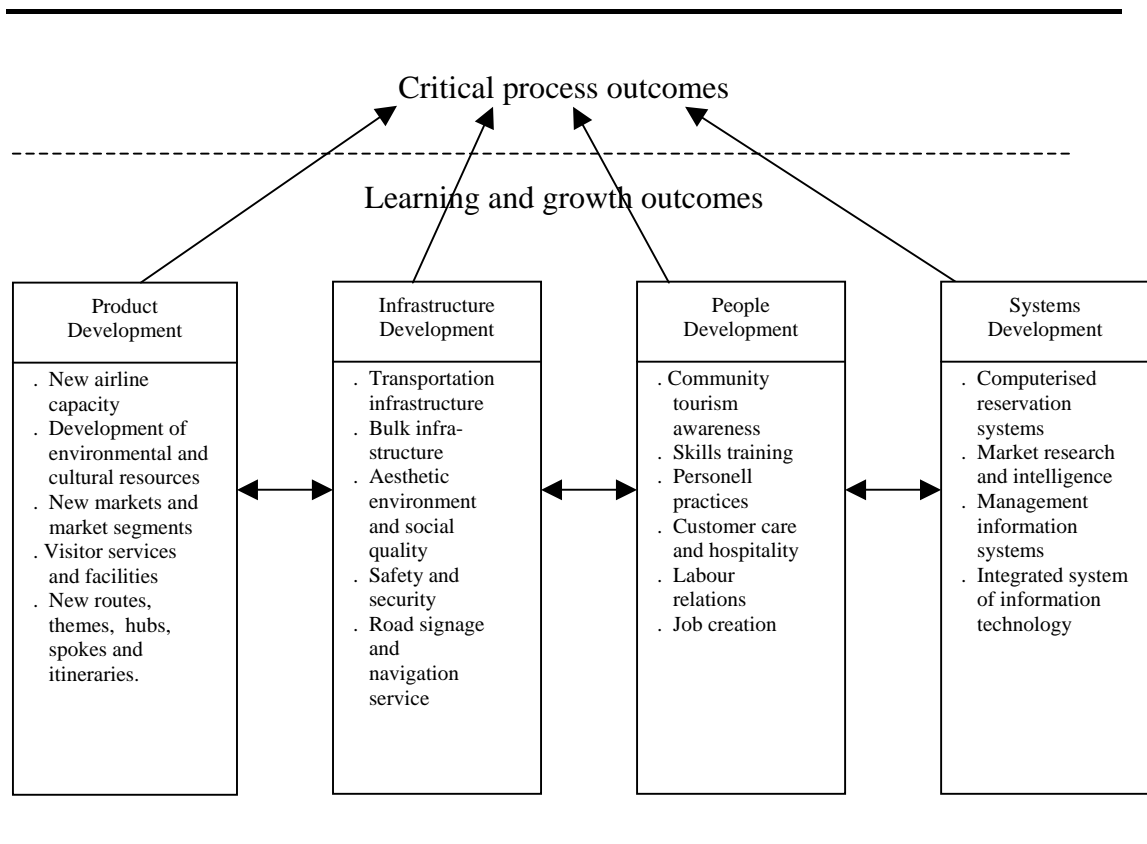 Critical process outcomes
Learning and growth outcomes
Product
Development
. New airline
capacity
. Development of
environmental and
cultural resources
. New markets and
market segments
. Visitor services
and facilities
. New routes,
themes, hubs,
spokes and
itineraries.
Infrastructure
Development
. Transportation
infrastructure
. Bulk infra-
structure
. Aesthetic
environment
and social
quality
. Safety and
security
. Road signage
and
navigation
service
People
Development
. Community
tourism
awareness
. Skills training
. Personell
practices
. Customer care
and hospitality
. Labour
relations
. Job creation
Systems
Development
. Computerised
reservation
systems
. Market research
and intelligence
. Management
information
systems
. Integrated system
of information
technology